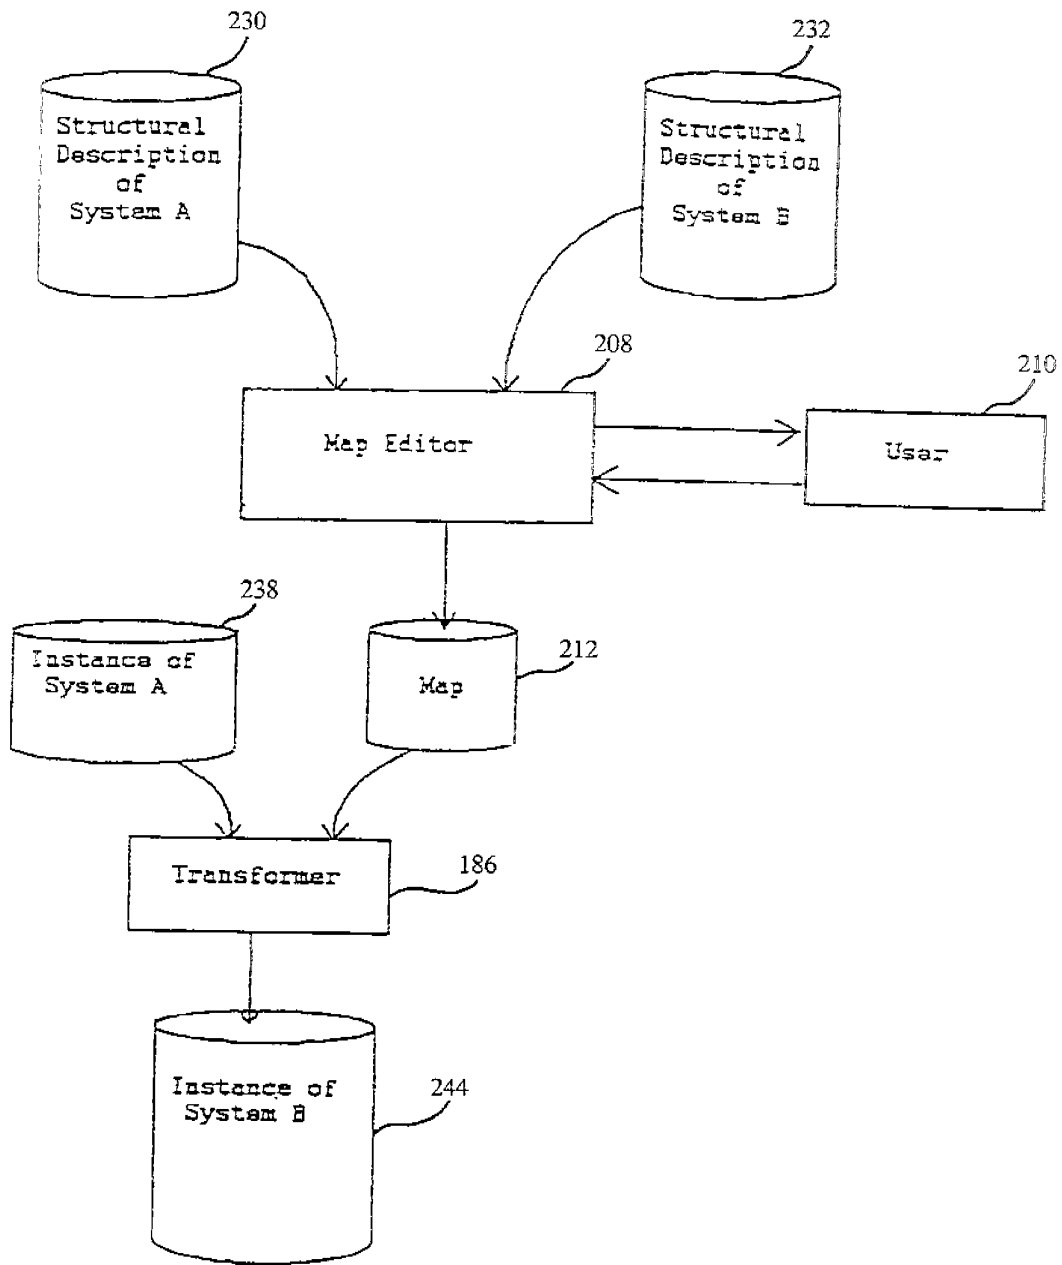 230
232
Structural
Description
of
System A
Structural
Description
of
System B
208
210
Map Editor
User
238
212
Instance of
System A
Map
186
Transformer
244
Instance of
System B